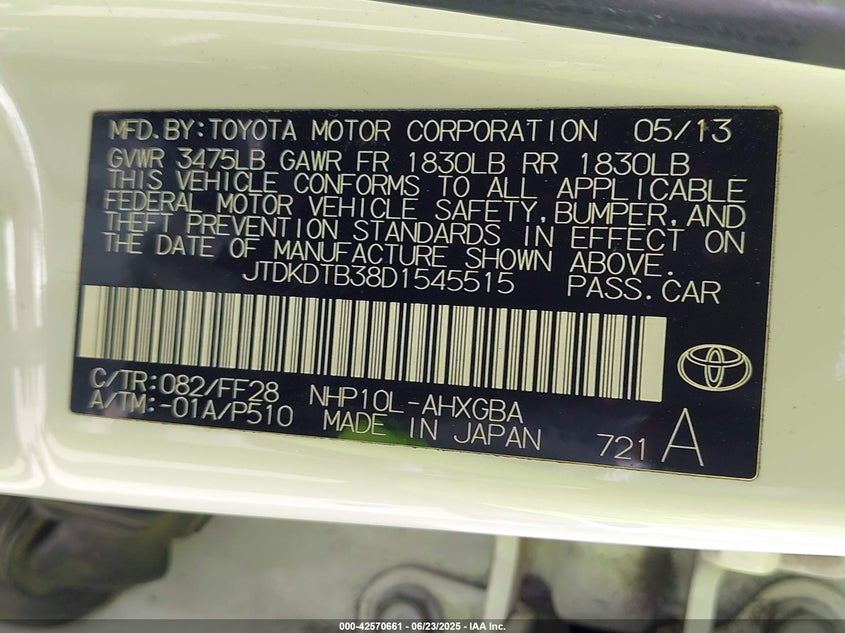 MFD.BY:TOYOTA MOTOR CORPORATION 05/13
GVWR 3475LB GAWR FR 1830LB RR 1830LB
THIS VEHICLE CONFORMS TO ALL APPLICABLE
FEDERAL MOTOR VEHICLE SAFETY, BUMPER, AND
THEFT PREVENTION STANDARDS IN EFFECT ON
THE DATE OF MANUFACTURE SHOWN ABOVE.
JTDKDTB38D1545515 PASS.CAR
C/TR:082/FF28 NHP10L-AHXGBA
A/TM:-01A/P510 MADE IN JAPAN 721 A
000-42570661 - 06/23/2025 - IAA Inc.